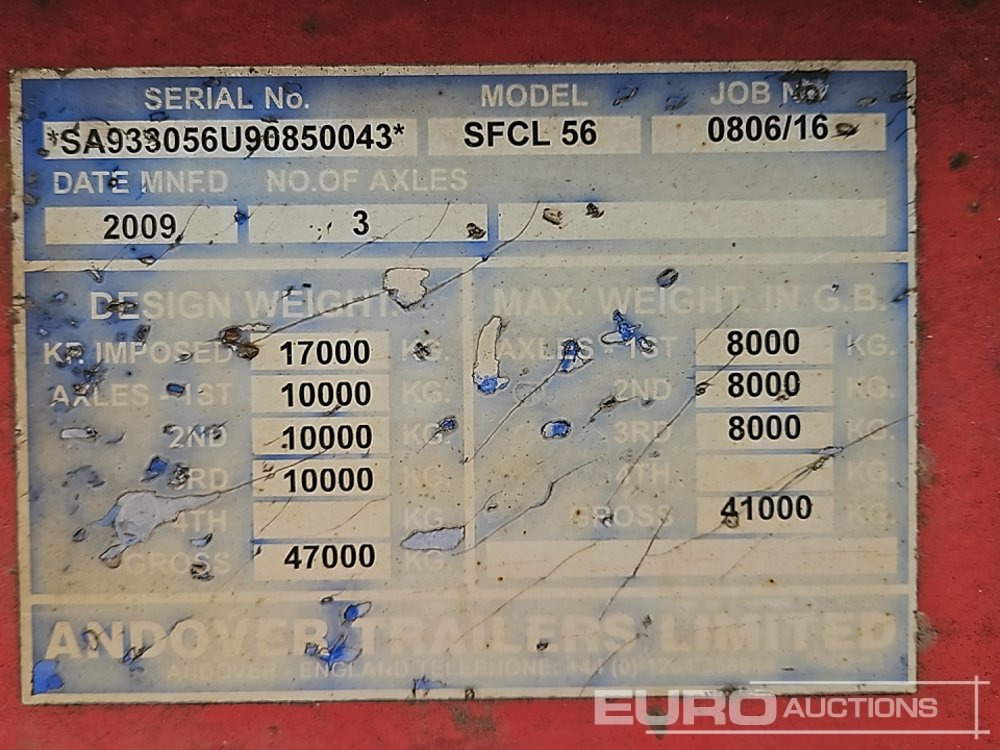 SERIAL No. MODEL JOB No.
*SA933056U90850043* SFCL 56 0806/16
DATE MNF.D NO.OF AXLES
2009 3
DESIGN WEIGHT. MAX. WEIGHT. IN G.B.
KP. IMPOSED 17000 KG. AXLES - 1ST 8000 KG.
AXLES - 1ST 10000 KG. 2ND 8000 KG.
2ND 10000 KG. 3RD 8000 KG.
3RD 10000 KG. 4TH KG.
4TH KG. GROSS 41000 KG.
GROSS 47000 KG.
ANDOVER TRAILERS LIMITED
ANDOVER - ENGLAND TELEPHONE: +44 (0)
EURO AUCTIONS